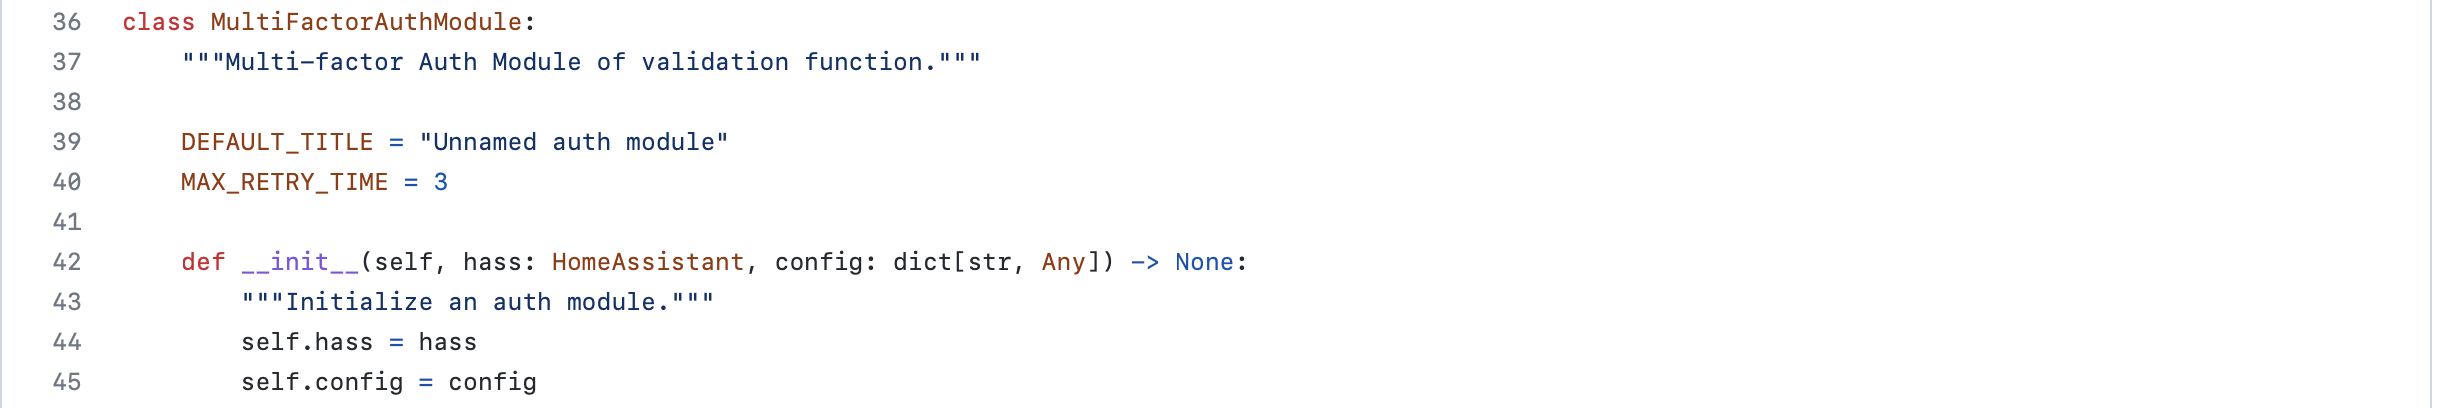 36 class MultiFactorAuthModule:
37     """Multi-factor Auth Module of validation function."""
38
39     DEFAULT_TITLE = "Unnamed auth module"
40     MAX_RETRY_TIME = 3
41
42     def __init__(self, hass: HomeAssistant, config: dict[str, Any]) -> None:
43         """Initialize an auth module."""
44         self.hass = hass
45         self.config = config